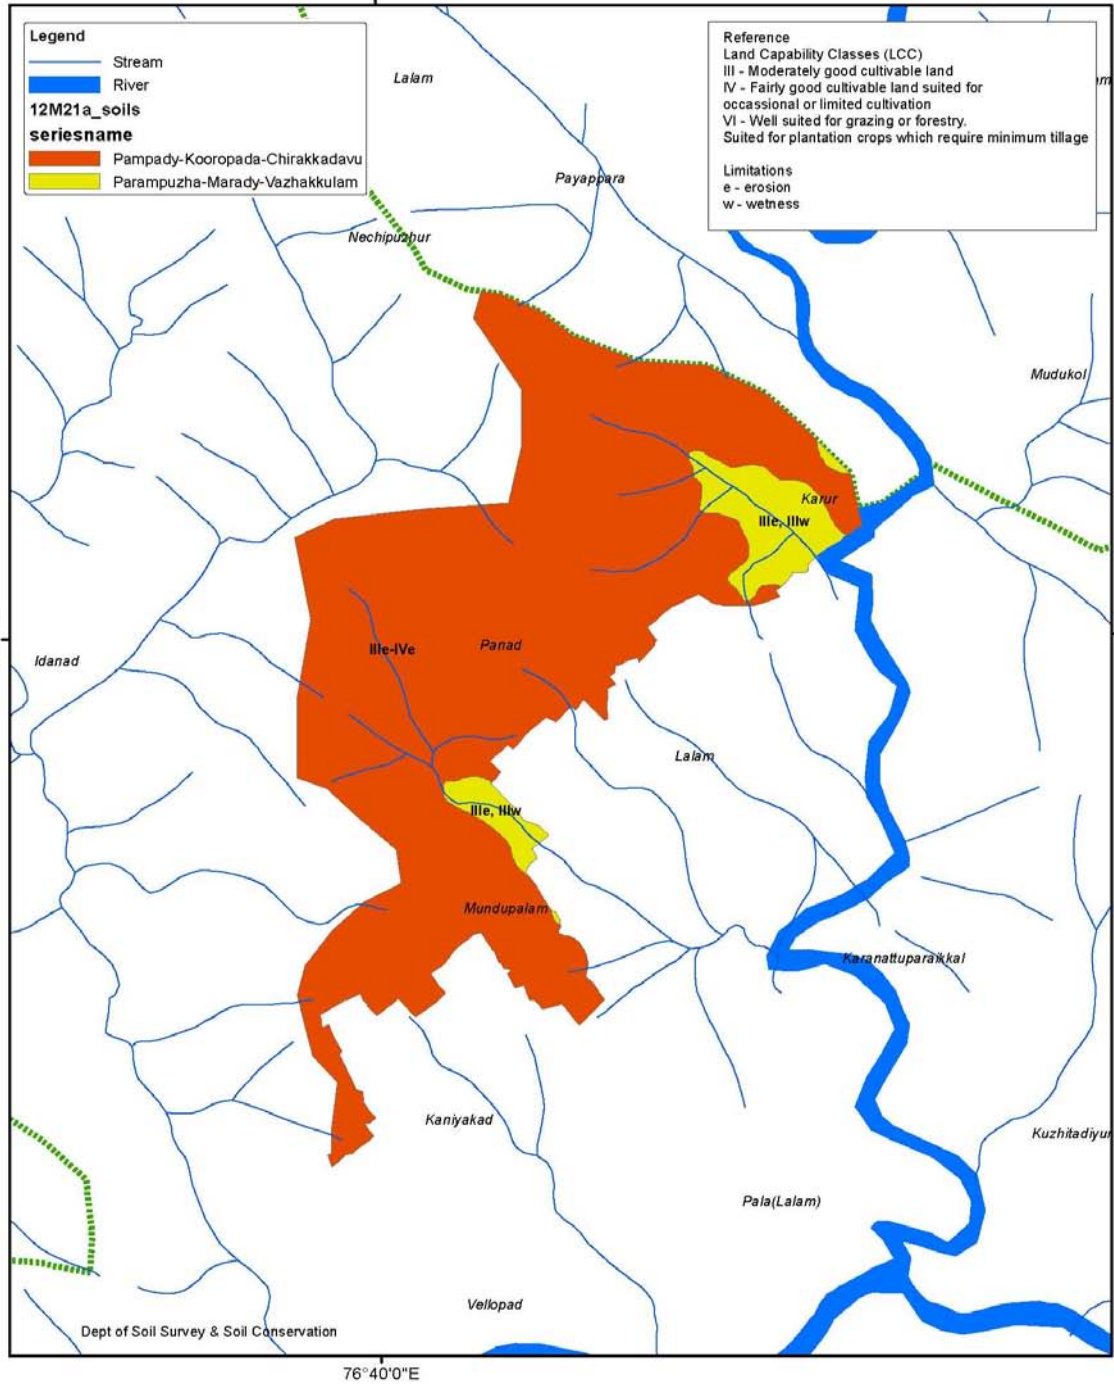 Legend
Stream
River
12M21a_soils
seriesname
Pampady-Kooropada-Chirakkadavu
Parampuzha-Marady-Vazhakkulam
Reference
Land Capability Classes (LCC)
III - Moderately good cultivable land
IV - Fairly good cultivable land suited for
occassional or limited cultivation
VI - Well suited for grazing or forestry.
Suited for plantation crops which require minimum tillage
Limitations
e - erosion
w - wetness
Lalam
Payappara
Nechipuzhur
Mudukol
Karur
IIIe, IIIw
IIIe-IVe
Panad
Idanad
Lalam
IIIe, IIIw
Mundupalam
Karanattuparaikkal
Kaniyakad
Kuzhitadiyur
Pala(Lalam)
Vellopad
Dept of Soil Survey & Soil Conservation
76°40'0"E